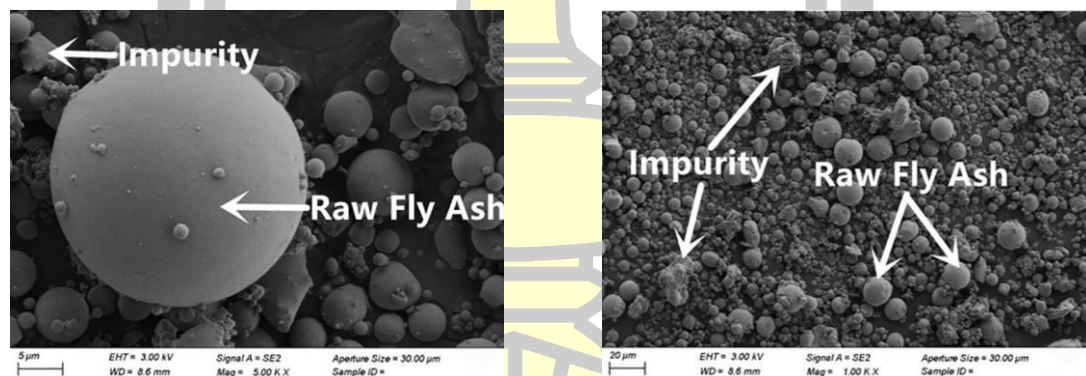 Impurity
Raw Fly Ash
5 µm
EHT = 3.00 kV Signal A = SE2 Aperture Size = 30.00 µm
WD = 8.6 mm Mag = 5.00 K X Sample ID =
Impurity
Raw Fly Ash
20 µm
EHT = 3.00 kV Signal A = SE2 Aperture Size = 30.00 µm
WD = 8.6 mm Mag = 1.00 K X Sample ID =